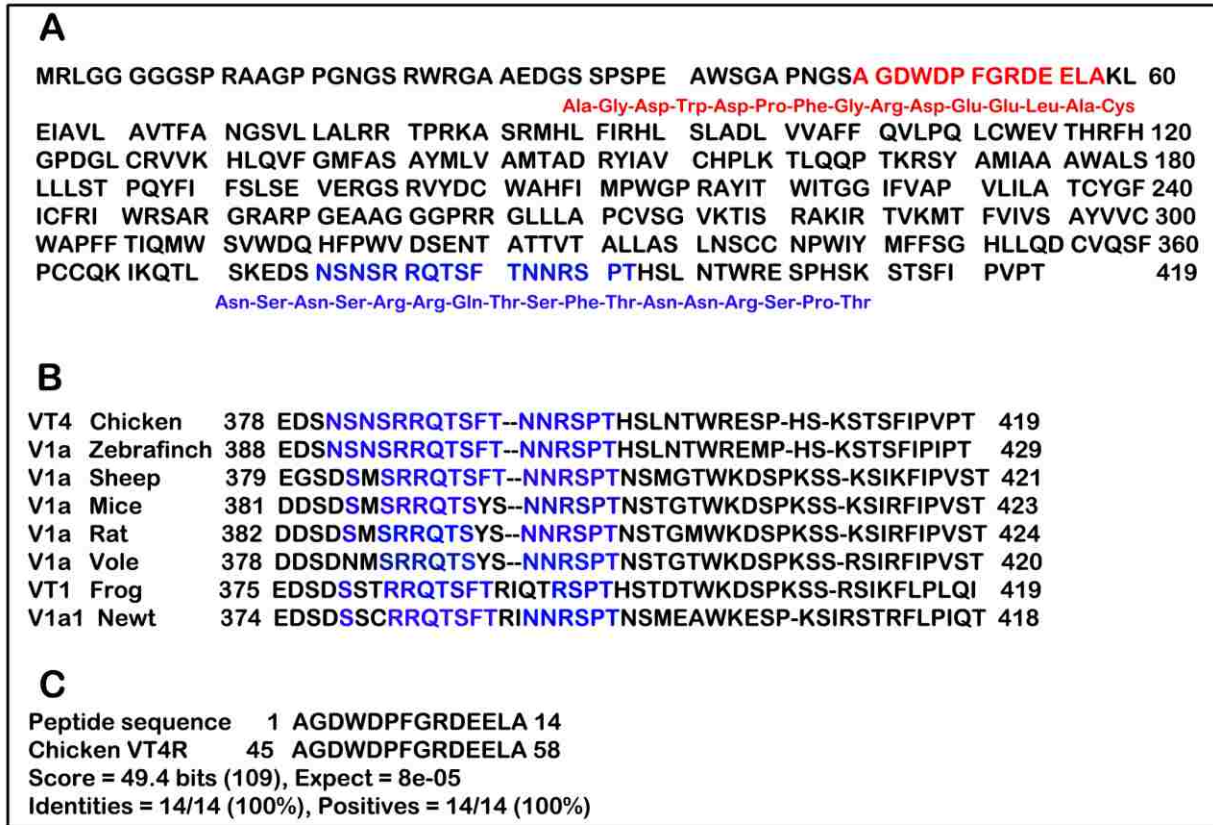 A
MRLGG GGGSP RAAGP PGNGS RWRGA AEDGS SPSPE AWSGA PNGSA GDWDP FGRDE ELAKL 60
Ala-Gly-Asp-Trp-Asp-Pro-Phe-Gly-Arg-Asp-Glu-Glu-Leu-Ala-Cys
EIAVL AVTFA NGSVL LALRR TPRKA SRMHL FIRHL SLADL VVAFF QVLPQ LCWEV THRFH 120
GPDGL CRVVK HLQVF GMFAS AYMLV AMTAD RYIAV CHPLK TLQQP TKRSY AMIAA AWALS 180
LLLST PQYFI FSLSE VERGS RVYDC WAHFI MPWGP RAYIT WITGG IFVAP VLILA TCYGF 240
ICFRI WRSAR GRARP GEAAG GGPRR GLLLA PCVSG VKTIS RAKIR TVKMT FVIVS AYVVC 300
WAPFF TIQMW SVWDQ HFPWV DSENT ATTVT ALLAS LNSCC NPWIY MFFSG HLLQD CVQSF 360
PCCQK IKQTL SKEDS NSNSR RQTSF TNNRS PTHSL NTWRE SPHSK STSFI PVPT 419
Asn-Ser-Asn-Ser-Arg-Arg-Gln-Thr-Ser-Phe-Thr-Asn-Asn-Arg-Ser-Pro-Thr
B
VT4 Chicken 378 EDSNSNSRRQTSFT--NNRSPTHSLNTWRESP-HS-KSTSFIPVPT 419
V1a Zebrafinch 388 EDSNSNSRRQTSFT--NNRSPTHSLNTWREMP-HS-KSTSFIPIPT 429
V1a Sheep 379 EGSDSMSRRQTSFT--NNRSPTNSMGTWKDSPKSS-KSIKFIPVST 421
V1a Mice 381 DDSDSMSRRQTSYS--NNRSPTNSTGTWKDSPKSS-KSIRFIPVST 423
V1a Rat 382 DDSDSMSRRQTSYS--NNRSPTNSTGMWKDSPKSS-KSIRFIPVST 424
V1a Vole 378 DDSDNMSRRQTSYS--NNRSPTNSTGTWKDSPKSS-RSIRFIPVST 420
VT1 Frog 375 EDSDSSTRRQTSFTRIQTRSPTHSTDTWKDSPKSS-RSIKFLPLQI 419
V1a1 Newt 374 EDSDSSCRRQTSFTRINNRSPTNSMEAWKESP-KSIRSTRFLPIQT 418
C
Peptide sequence 1 AGDWDPFGRDEELA 14
Chicken VT4R 45 AGDWDPFGRDEELA 58
Score = 49.4 bits (109), Expect = 8e-05
Identities = 14/14 (100%), Positives = 14/14 (100%)